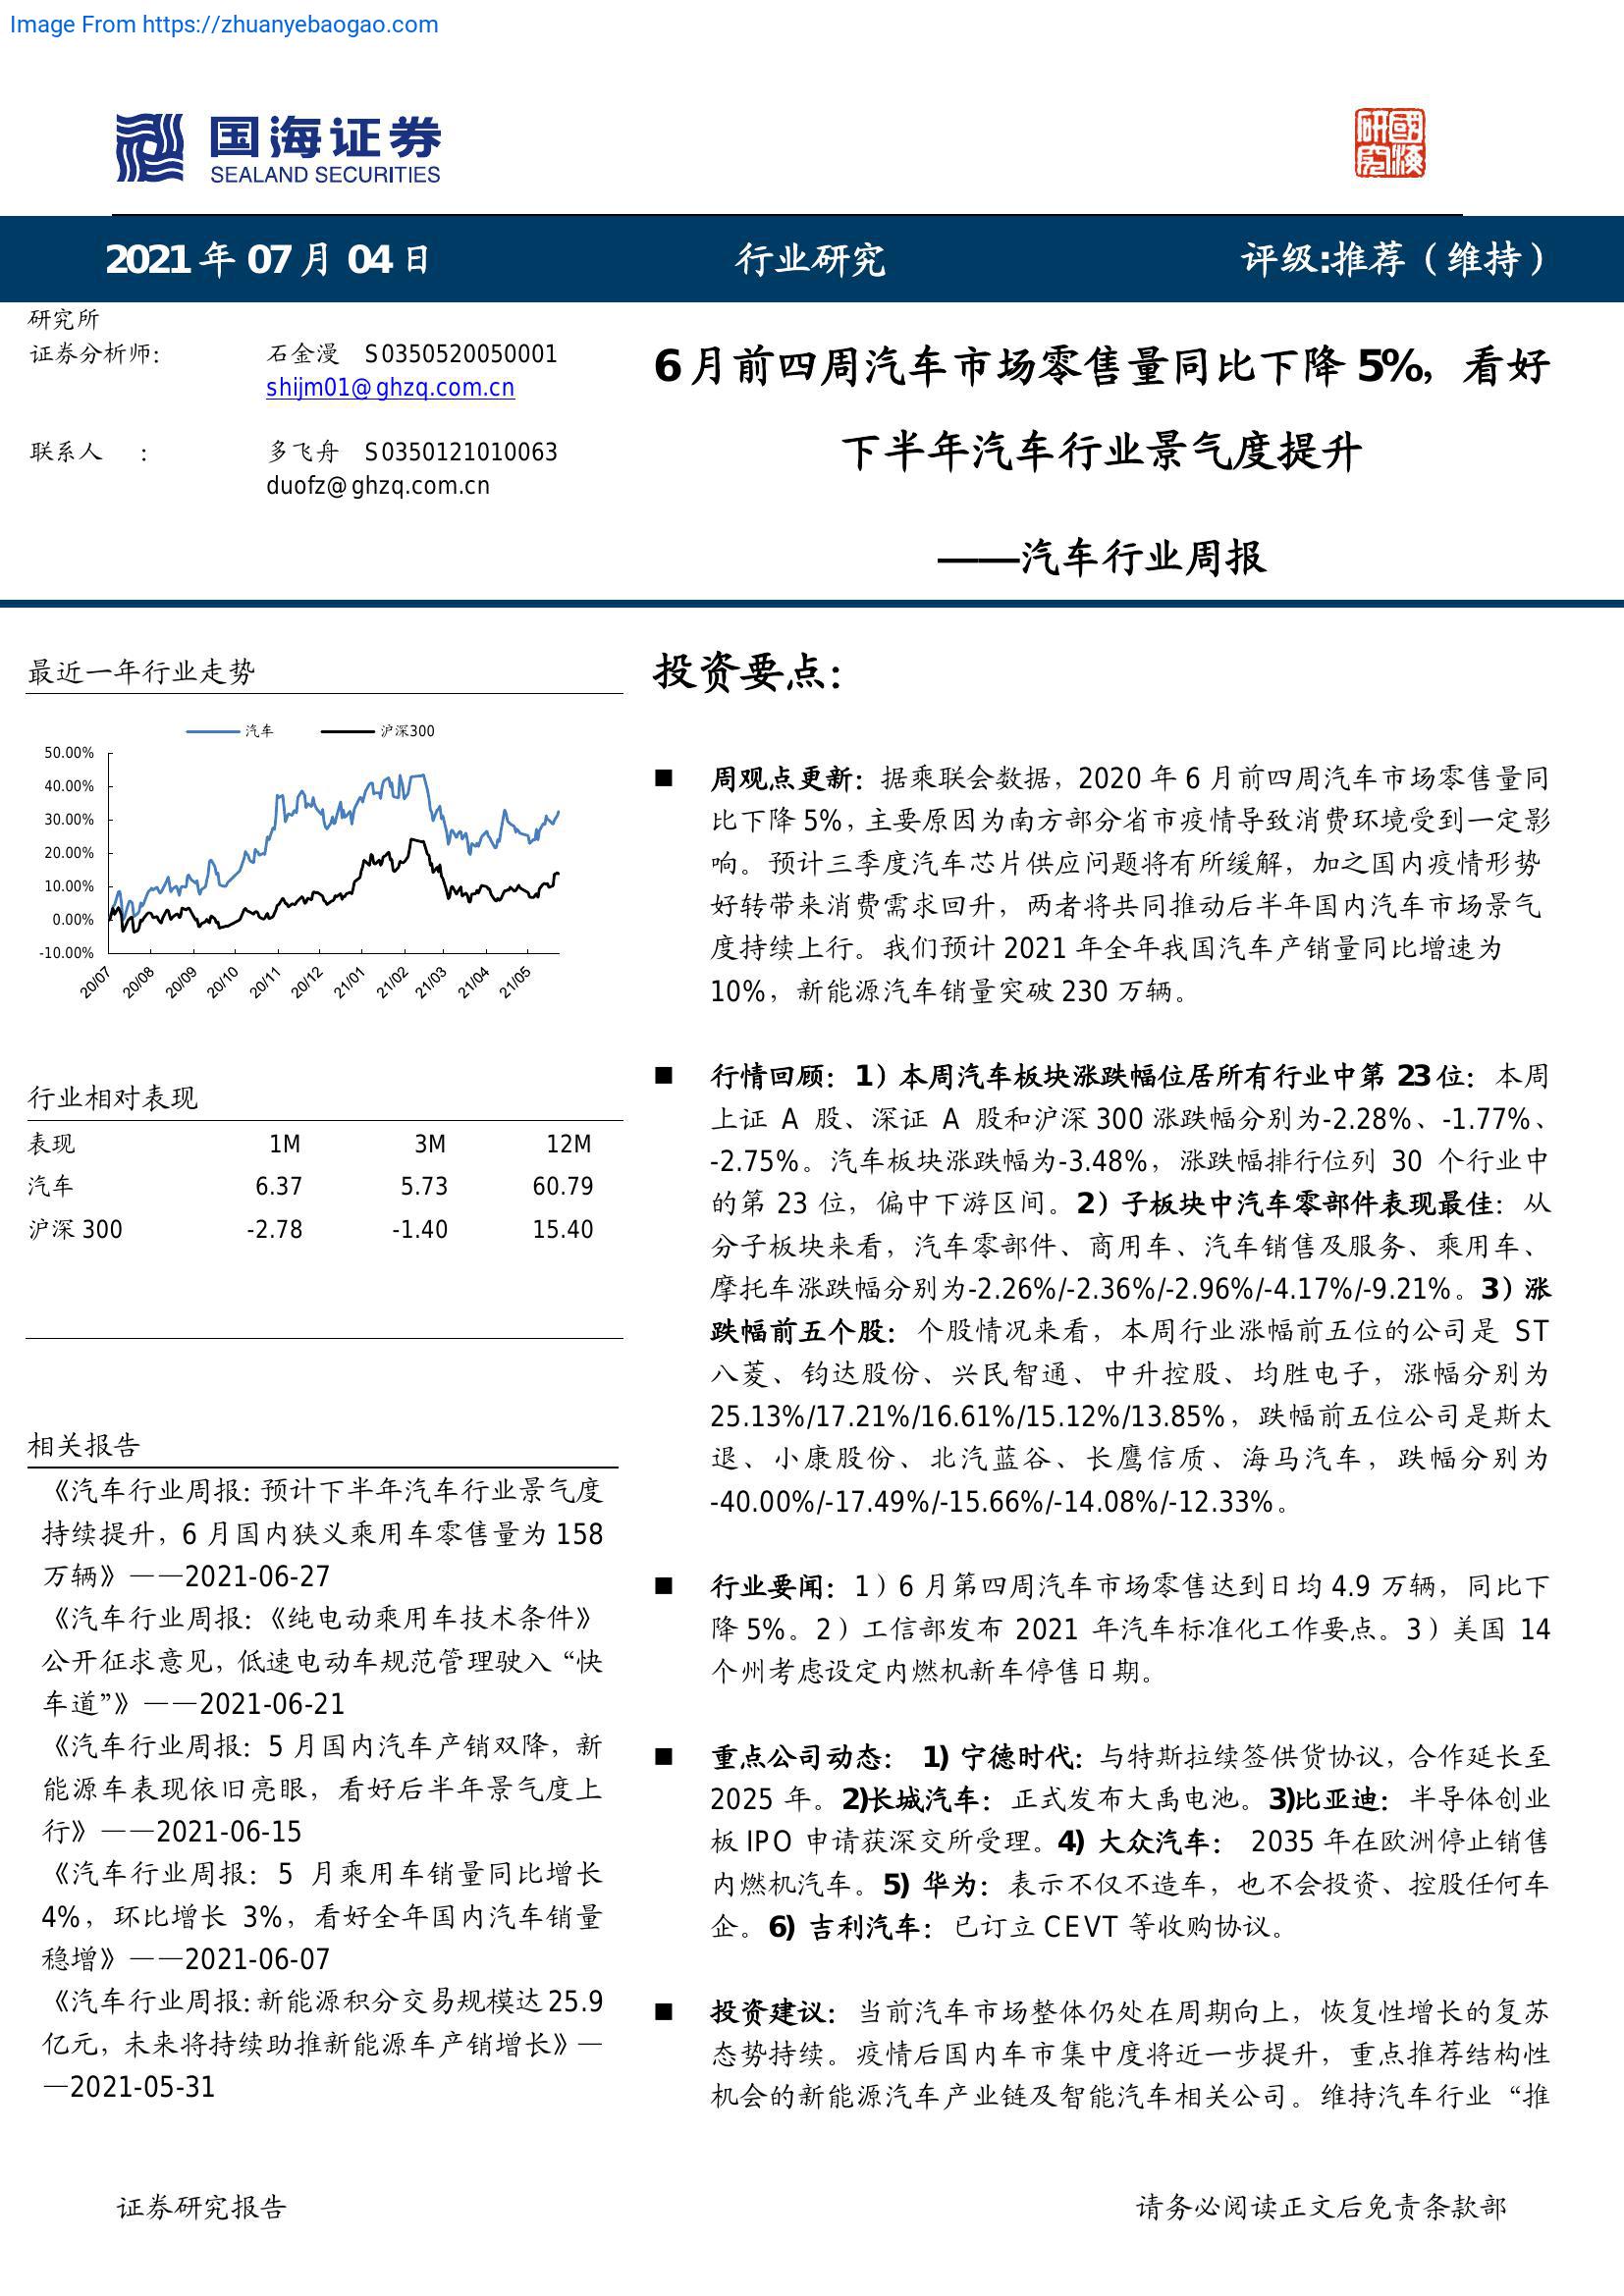 Image From https://zhuanyebaogao.com
国海证券
SEALAND SECURITIES
研國
究海
2021 年 07 月 04 日
行业研究
评级:推荐（维持）
研究所
证券分析师：
石金漫 S0350520050001
shijm01@ghzq.com.cn
联系人 ：
多飞舟 S0350121010063
duofz@ghzq.com.cn
6 月前四周汽车市场零售量同比下降 5%，看好
下半年汽车行业景气度提升
——汽车行业周报
最近一年行业走势
汽车 沪深300
50.00%
40.00%
30.00%
20.00%
10.00%
0.00%
-10.00%
20/07 20/08 20/09 20/10 20/11 20/12 21/01 21/02 21/03 21/04 21/05
行业相对表现
表现 1M 3M 12M
汽车 6.37 5.73 60.79
沪深 300 -2.78 -1.40 15.40
相关报告
《汽车行业周报：预计下半年汽车行业景气度
持续提升，6 月国内狭义乘用车零售量为 158
万辆》——2021-06-27
《汽车行业周报：《纯电动乘用车技术条件》
公开征求意见，低速电动车规范管理驶入“快
车道”》——2021-06-21
《汽车行业周报：5 月国内汽车产销双降，新
能源车表现依旧亮眼，看好后半年景气度上
行》——2021-06-15
《汽车行业周报：5 月乘用车销量同比增长
4%，环比增长 3%，看好全年国内汽车销量
稳增》——2021-06-07
《汽车行业周报：新能源积分交易规模达 25.9
亿元，未来将持续助推新能源车产销增长》—
—2021-05-31
投资要点：
■ 周观点更新：据乘联会数据，2020 年 6 月前四周汽车市场零售量同
比下降 5%，主要原因为南方部分省市疫情导致消费环境受到一定影
响。预计三季度汽车芯片供应问题将有所缓解，加之国内疫情形势
好转带来消费需求回升，两者将共同推动后半年国内汽车市场景气
度持续上行。我们预计 2021 年全年我国汽车产销量同比增速为
10%，新能源汽车销量突破 230 万辆。
■ 行情回顾：1）本周汽车板块涨跌幅位居所有行业中第 23 位：本周
上证 A 股、深证 A 股和沪深 300 涨跌幅分别为-2.28%、-1.77%、
-2.75%。汽车板块涨跌幅为-3.48%，涨跌幅排行位列 30 个行业中
的第 23 位，偏中下游区间。2）子板块中汽车零部件表现最佳：从
分子板块来看，汽车零部件、商用车、汽车销售及服务、乘用车、
摩托车涨跌幅分别为-2.26%/-2.36%/-2.96%/-4.17%/-9.21%。3）涨
跌幅前五个股：个股情况来看，本周行业涨幅前五位的公司是 ST
八菱、钧达股份、兴民智通、中升控股、均胜电子，涨幅分别为
25.13%/17.21%/16.61%/15.12%/13.85%，跌幅前五位公司是斯太
退、小康股份、北汽蓝谷、长鹰信质、海马汽车，跌幅分别为
-40.00%/-17.49%/-15.66%/-14.08%/-12.33%。
■ 行业要闻：1）6 月第四周汽车市场零售达到日均 4.9 万辆，同比下
降 5%。2）工信部发布 2021 年汽车标准化工作要点。3）美国 14
个州考虑设定内燃机新车停售日期。
■ 重点公司动态： 1) 宁德时代：与特斯拉续签供货协议，合作延长至
2025 年。2)长城汽车：正式发布大禹电池。3)比亚迪：半导体创业
板 IPO 申请获深交所受理。4) 大众汽车： 2035 年在欧洲停止销售
内燃机汽车。5) 华为：表示不仅不造车，也不会投资、控股任何车
企。6) 吉利汽车：已订立 CEVT 等收购协议。
■ 投资建议：当前汽车市场整体仍处在周期向上，恢复性增长的复苏
态势持续。疫情后国内车市集中度将近一步提升，重点推荐结构性
机会的新能源汽车产业链及智能汽车相关公司。维持汽车行业“推
证券研究报告
请务必阅读正文后免责条款部